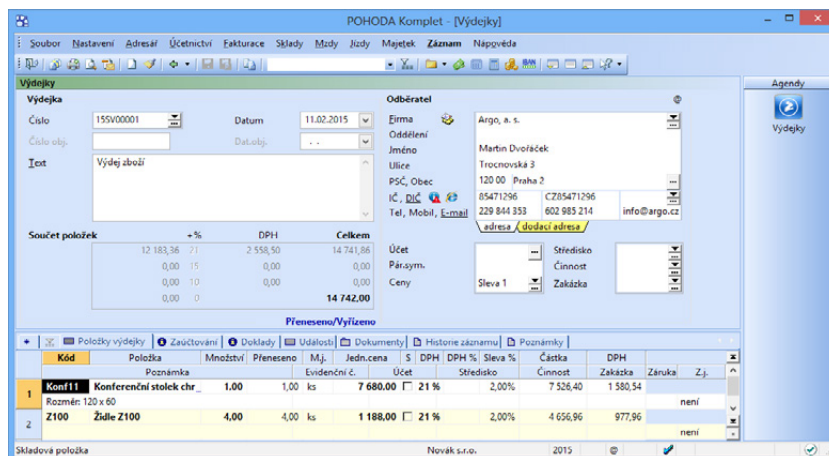 POHODA Komplet - [Výdejky]
Soubor Nastavení Adresář Účetnictví Fakturace Sklady Mzdy Jízdy Majetek Záznam Nápověda
Výdejky
Agendy
Výdejky
Výdejka
Číslo 15SV00001 Datum 11.02.2015
Číslo obj. Dat.obj. . .
Text Výdej zboží
Odběratel @
Firma Argo, a. s.
Oddělení
Jméno Martin Dvořáček
Ulice Trocnovská 3
PSČ, Obec 120 00 Praha 2
IČ, DIČ 85471296 CZ85471296
Tel, Mobil, E-mail 229 844 353 602 985 214 info@argo.cz
adresa dodací adresa
Součet položek +% DPH Celkem
12 183,36 21 2 558,50 14 741,86
0,00 15 0,00 0,00
0,00 10 0,00 0,00
0,00 0 14 742,00
Účet Středisko
Pár.sym. Činnost
Ceny Sleva 1 Zakázka
Přeneseno/Vyřízeno
Položky výdejky Zaúčtování Doklady Události Dokumenty Historie záznamu Poznámky
Kód Položka Množství Přeneseno M.j. Jedn.cena S DPH DPH % Sleva % Částka DPH
Poznámka Evidenční č. Účet Středisko Činnost Zakázka Záruka Z.j.
1 Konf11 Konferenční stolek chr 1.00 1,00 ks 7 680.00 21 % 2,00% 7 526,40 1 580,54
Rozměr: 120 x 60 není
2 Z100 Židle Z100 4,00 4,00 ks 1 188,00 21 % 2,00% 4 656,96 977,96
není
Skladová položka Novák s.r.o. 2015 @